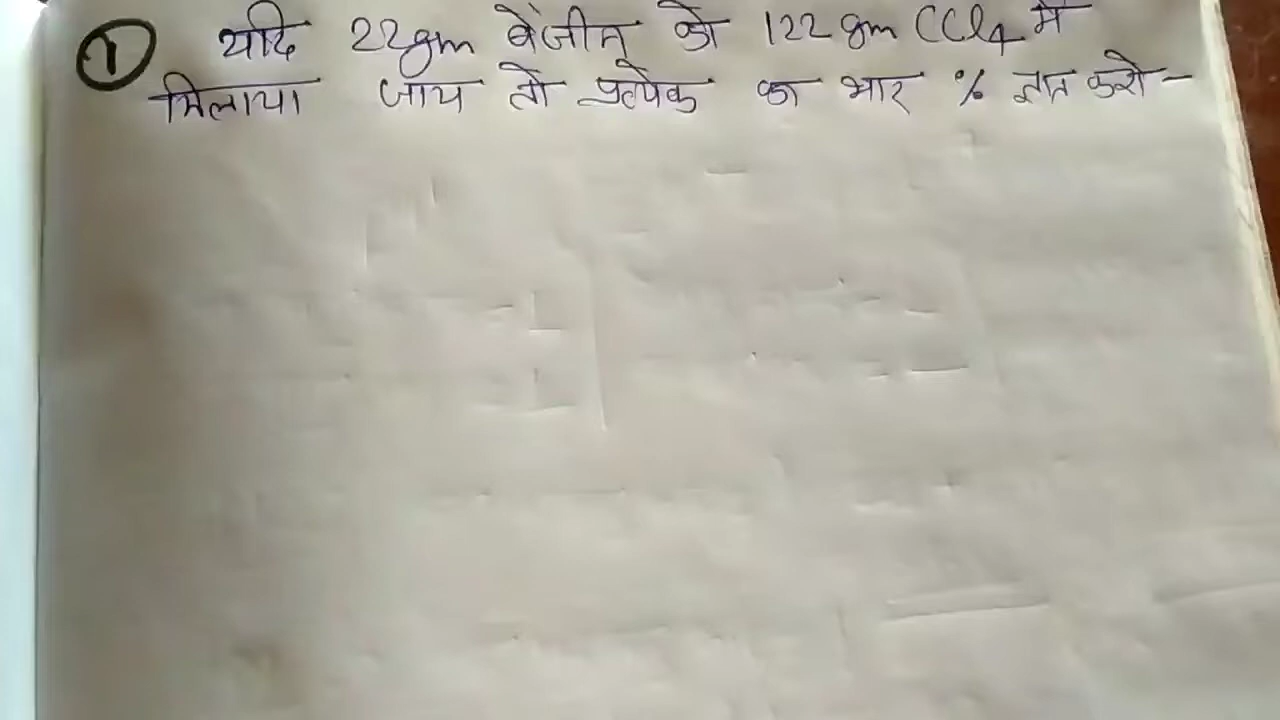 ① यदि 22gm बेंजीन को 122 gm CCl4 में
मिलाया जाय तो प्रत्येक का भार % ज्ञात करो-